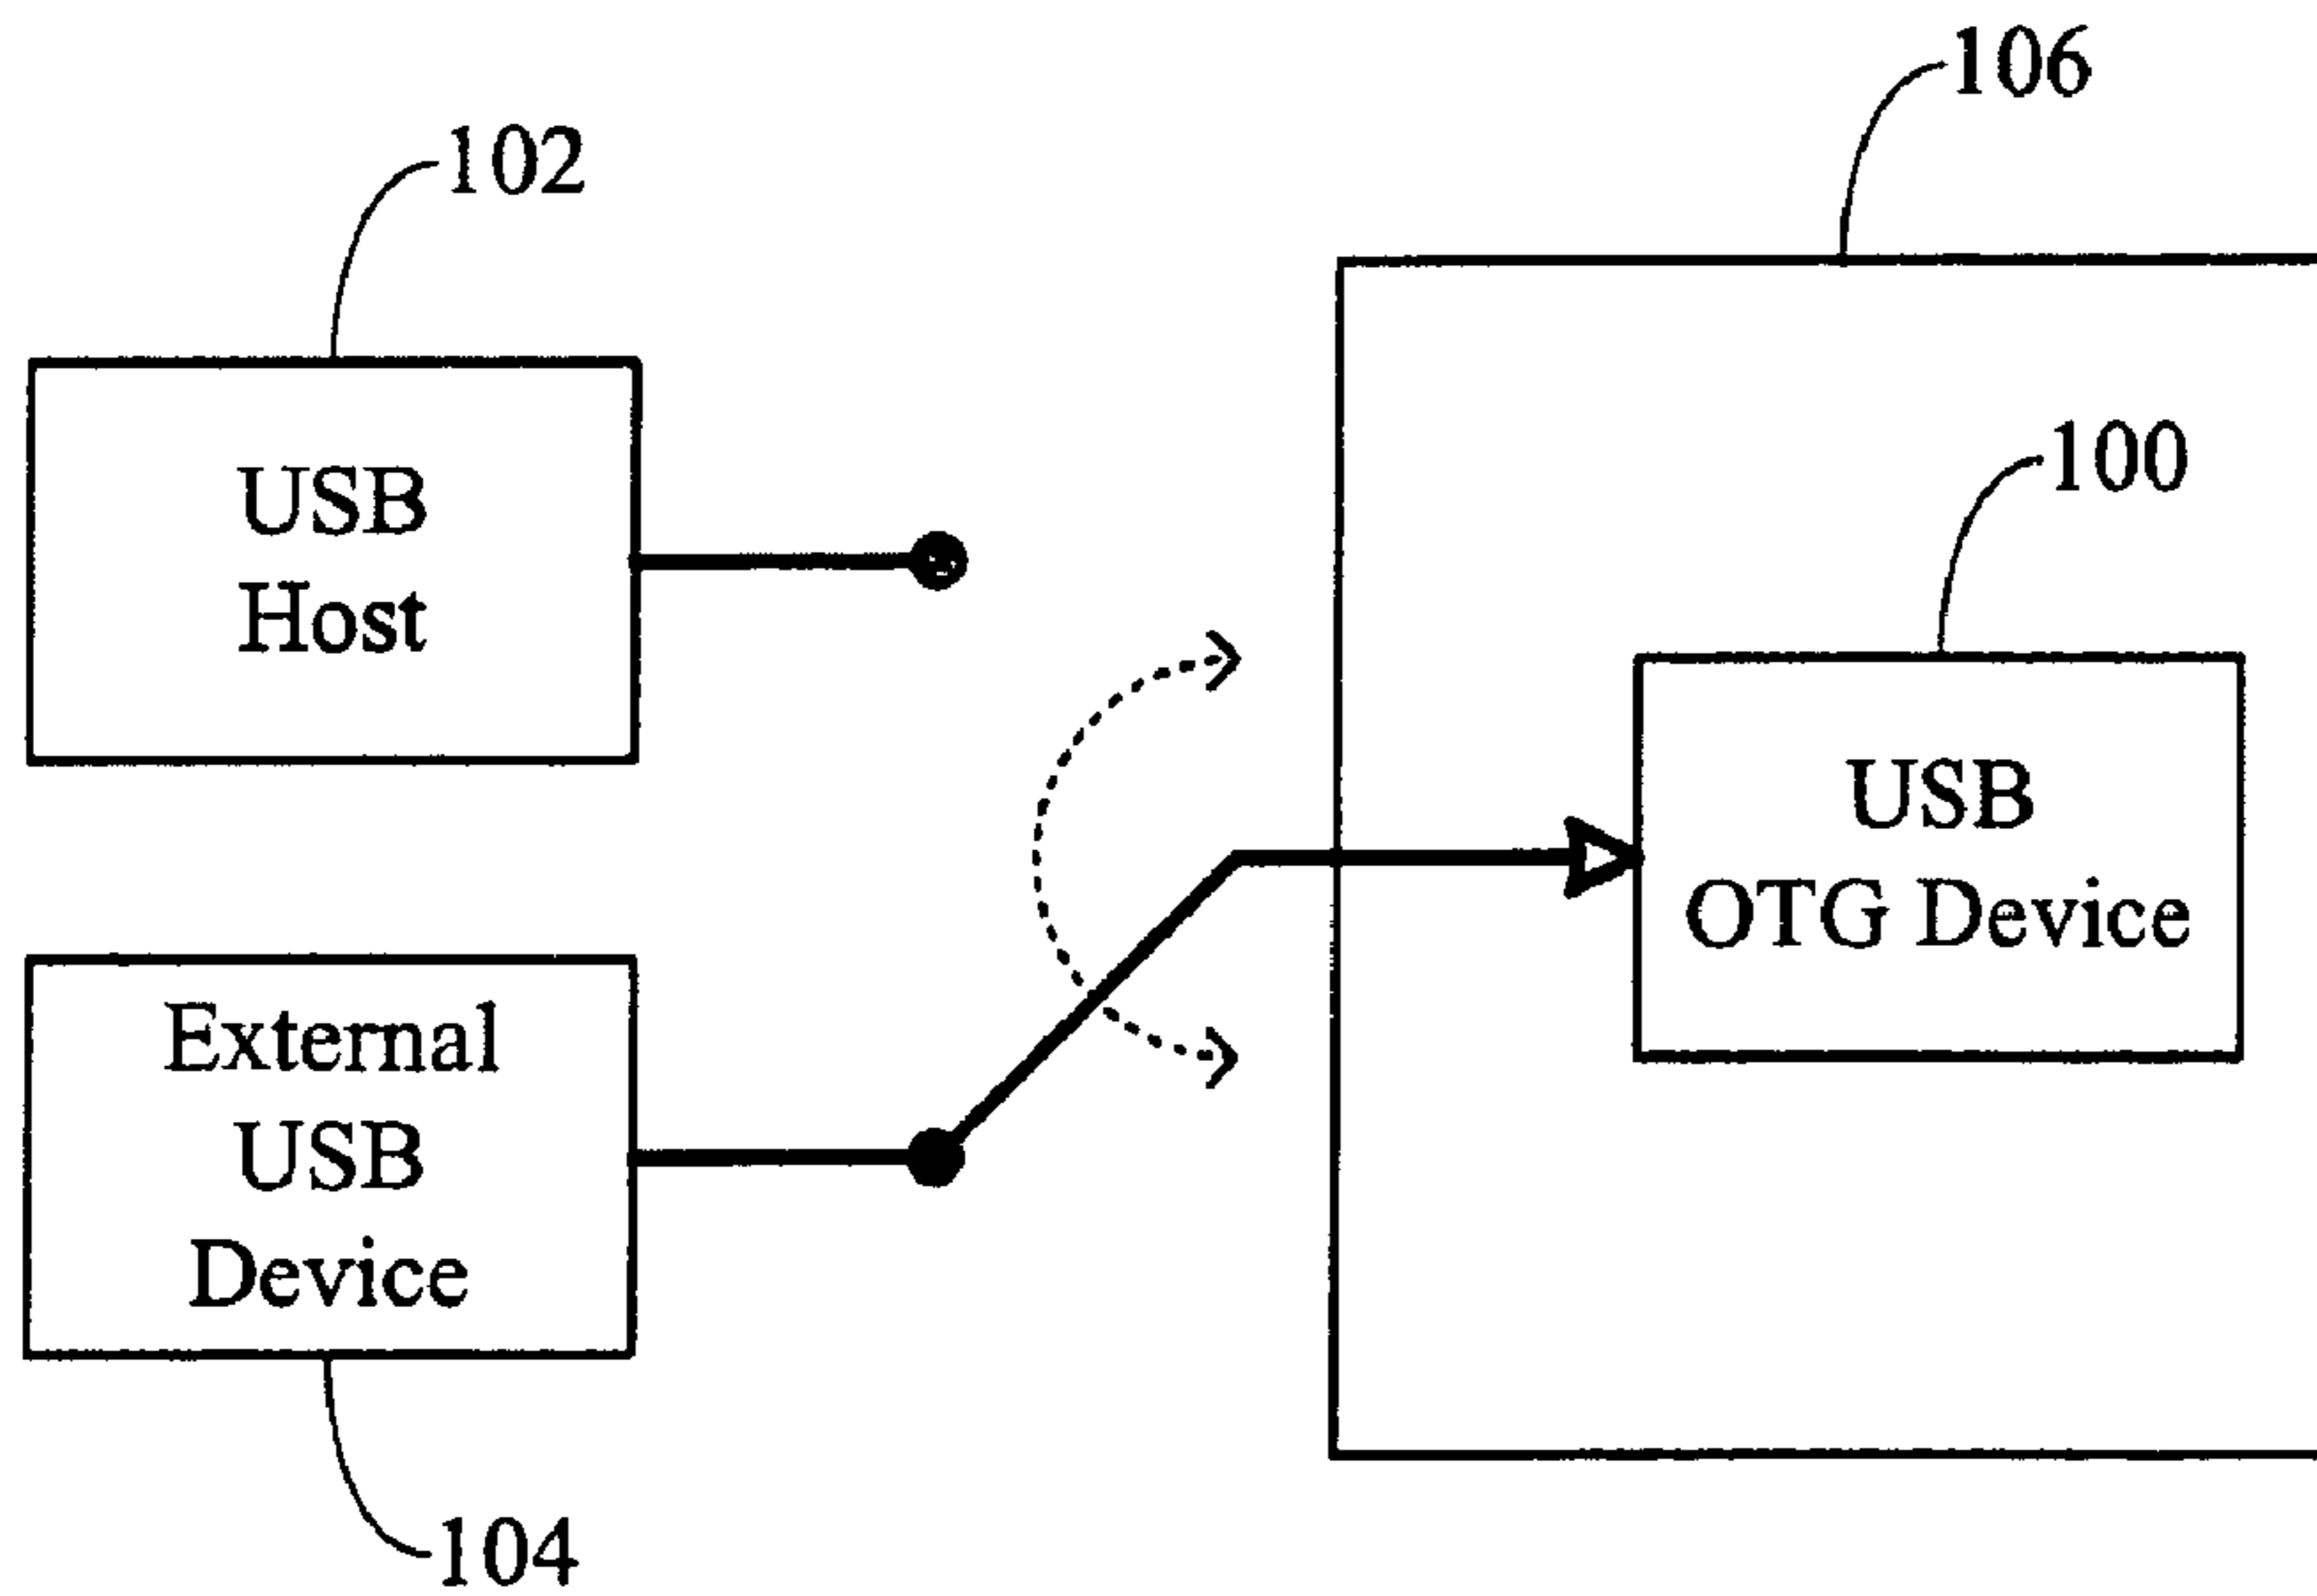 106
102
100
USB
Host
USB
OTG Device
External
USB
Device
104